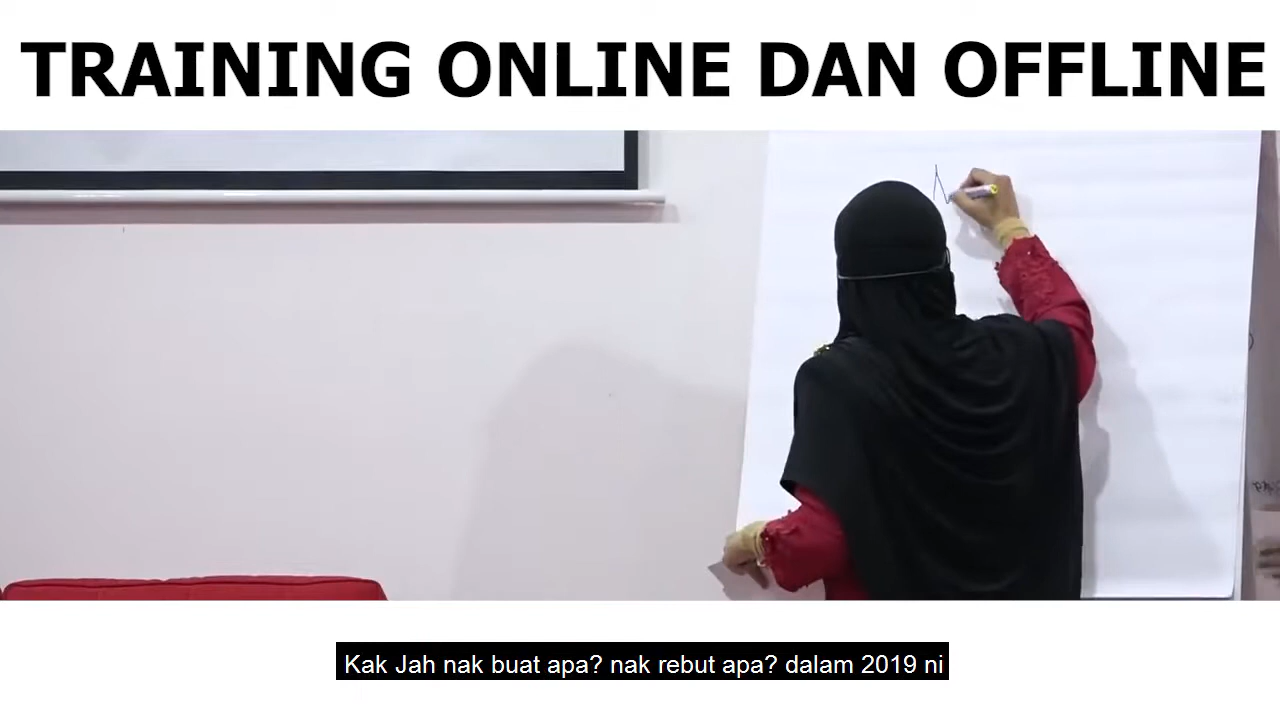 TRAINING ONLINE DAN OFFLINE
Kak Jah nak buat apa? nak rebut apa? dalam 2019 ni